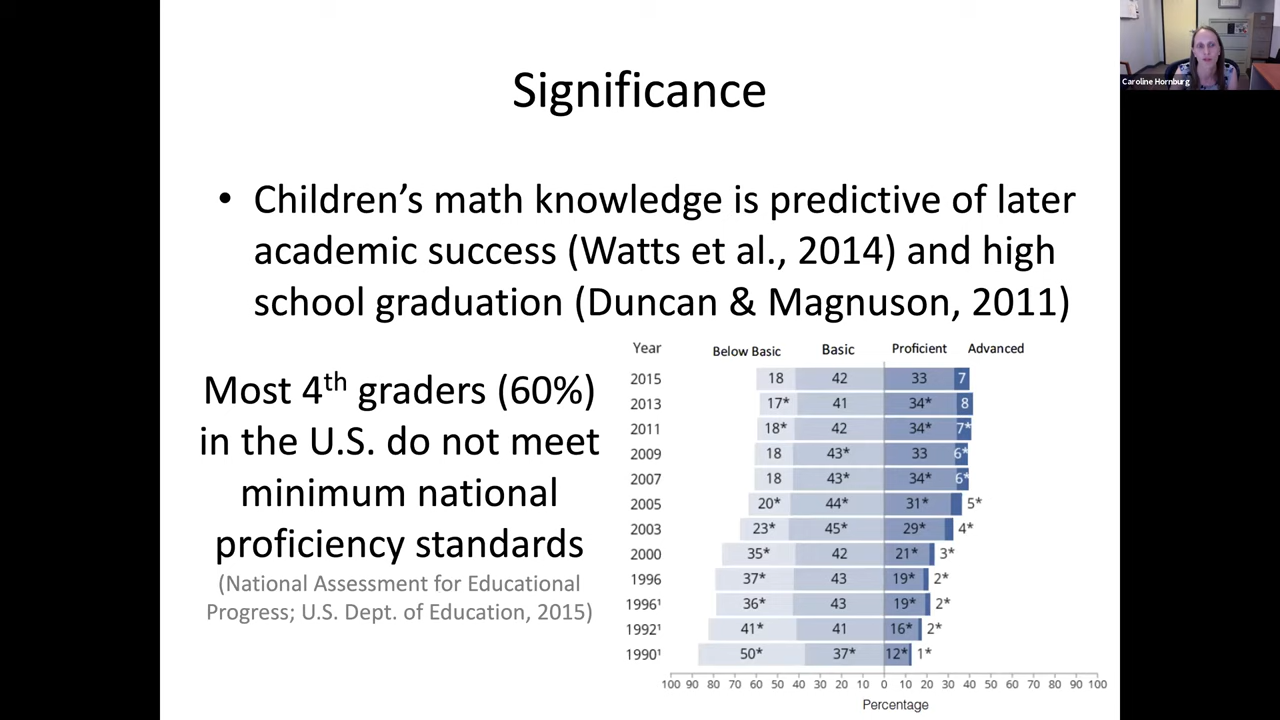 Significance
• Children’s math knowledge is predictive of later
academic success (Watts et al., 2014) and high
school graduation (Duncan & Magnuson, 2011)
Most 4th graders (60%)
in the U.S. do not meet
minimum national
proficiency standards
(National Assessment for Educational
Progress; U.S. Dept. of Education, 2015)
Year Below Basic Basic Proficient Advanced
2015 18 42 33 7
2013 17* 41 34* 8
2011 18* 42 34* 7*
2009 18 43* 33 6*
2007 18 43* 34* 6*
2005 20* 44* 31* 5*
2003 23* 45* 29* 4*
2000 35* 42 21* 3*
1996 37* 43 19* 2*
1996¹ 36* 43 19* 2*
1992¹ 41* 41 16* 2*
1990¹ 50* 37* 12* 1*
100 90 80 70 60 50 40 30 20 10 0 10 20 30 40 50 60 70 80 90 100
Percentage
Caroline Hornburg